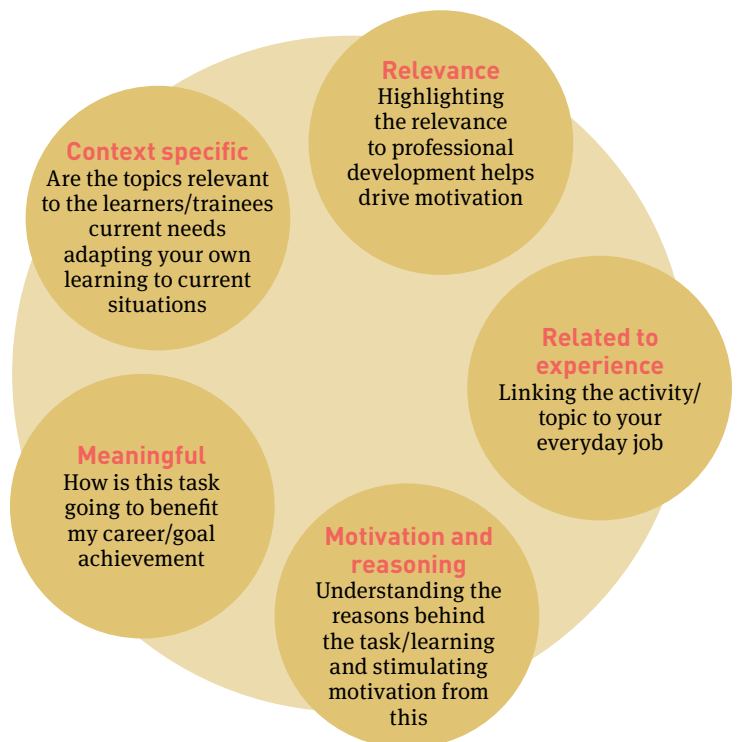 Relevance
Highlighting
the relevance
to professional
development helps
drive motivation
Related to
experience
Linking the activity/
topic to your
everyday job
Motivation and
reasoning
Understanding the
reasons behind
the task/learning
and stimulating
motivation from
this
Meaningful
How is this task
going to benefit
my career/goal
achievement
Context specific
Are the topics relevant
to the learners/trainees
current needs
adapting your own
learning to current
situations